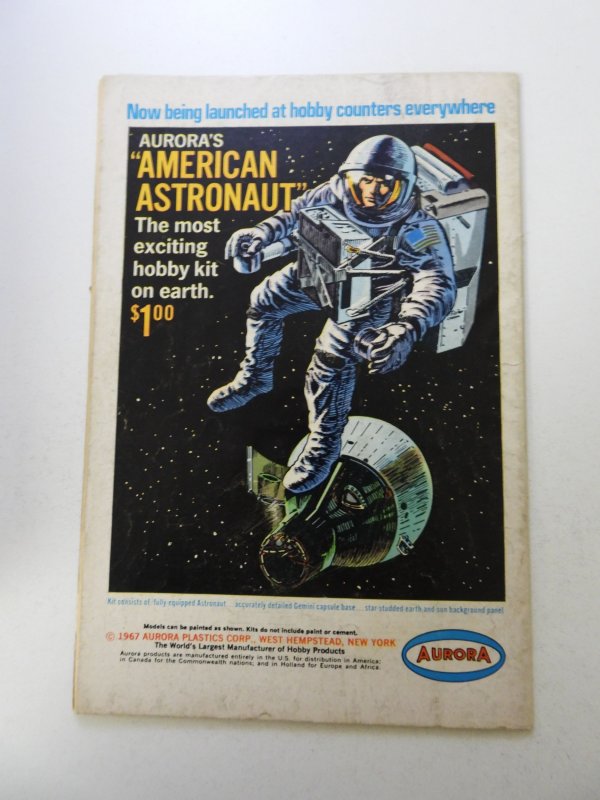 Now being launched at hobby counters everywhere
AURORA'S
"AMERICAN
ASTRONAUT"
The most
exciting
hobby kit
on earth.
$1.00
Kit consists of: fully equipped Astronaut ... accurately detailed Gemini capsule base ... star-studded earth and sun background panel
Models can be painted as shown. Kits do not include paint or cement.
© 1967 AURORA PLASTICS CORP., WEST HEMPSTEAD, NEW YORK
The World's Largest Manufacturer of Hobby Products
Aurora products are manufactured entirely in the U.S. for distribution in America;
in Canada for the Commonwealth nations; and in Holland for Europe and Africa.
AURORA